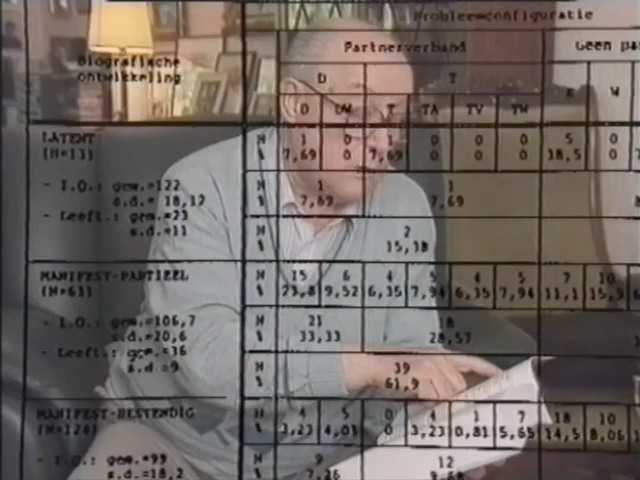 Probleemconfiguratie
Biografische Partnerverband Geen pa
ontwikkeling D T
D T TA TV TW W
LATENT N 1 0 1 0 0 0 5 0
(N=13) % 7,69 0 7,69 0 0 0 38,5 0
- I.Q.: gem.=122 N 1 1
s.d.= 18,12 % 7,69 7,69
- Leeft.: gem.=23 N 2
s.d.=11 % 15,38
MANIFEST-PARTIEEL N 15 6 4 5 4 5 7 10
(N=63) % 23,8 9,52 6,35 7,94 6,35 7,94 11,1 15,9
- I.Q.: gem.=106,7 N 21 18
s.d.=20,6 % 33,33 28,57
- Leeft.: gem.=36 N 39
s.d.=9 % 61,9
MANIFEST-BESTENDIG N 4 5 0 4 1 7 18 10
(N=124) % 3,23 4,03 0 3,23 0,81 5,65 14,5 8,06
- I.Q.: gem.=99 N 9 12
s.d.=18,2 % 7,26 9,68